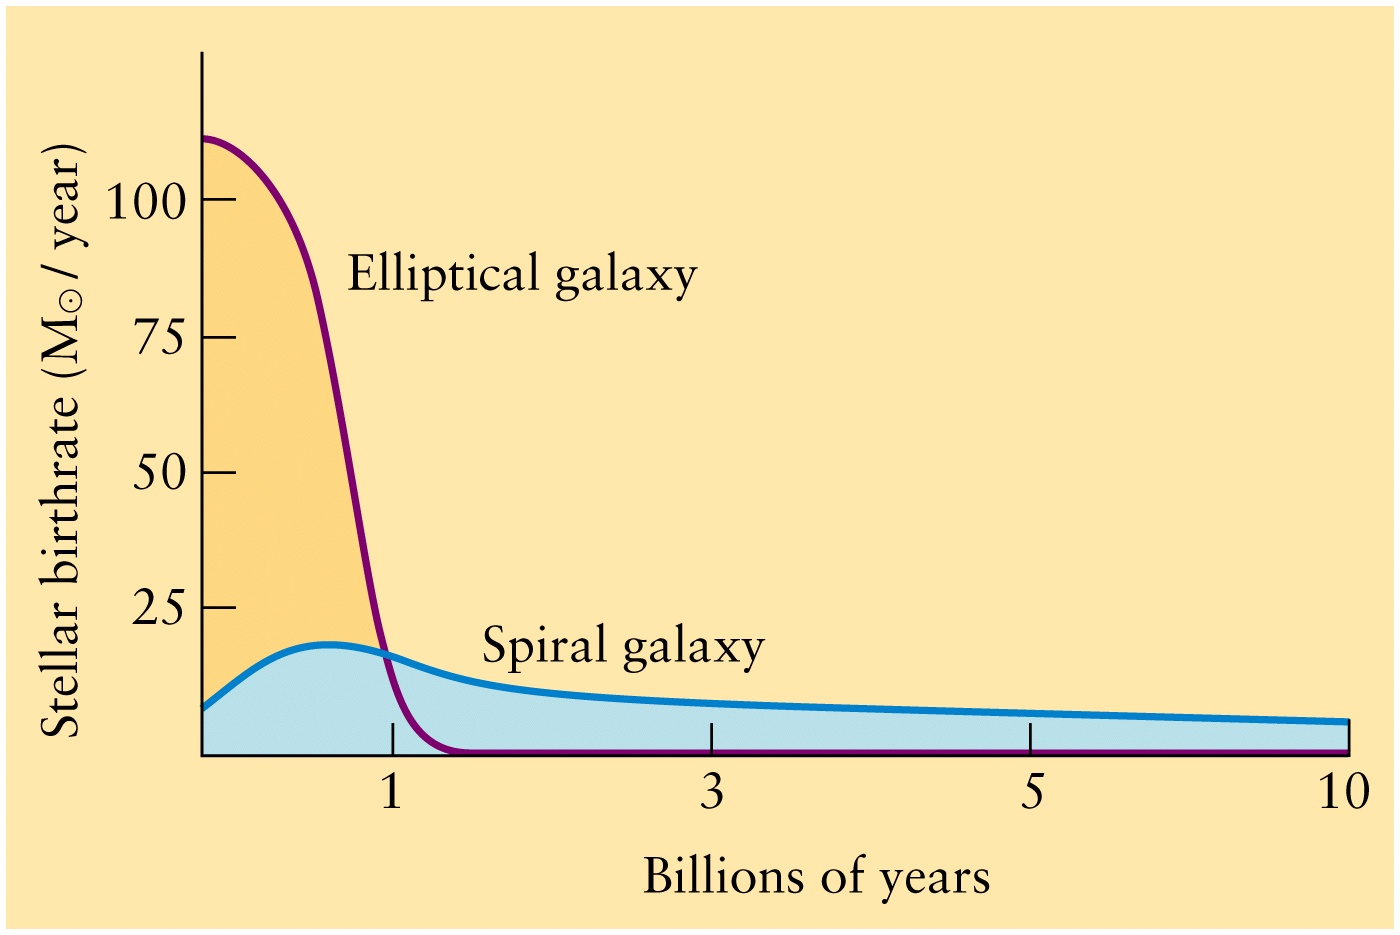 Stellar birthrate (M☉/ year)
100
75
50
25
Elliptical galaxy
Spiral galaxy
1 3 5 10
Billions of years